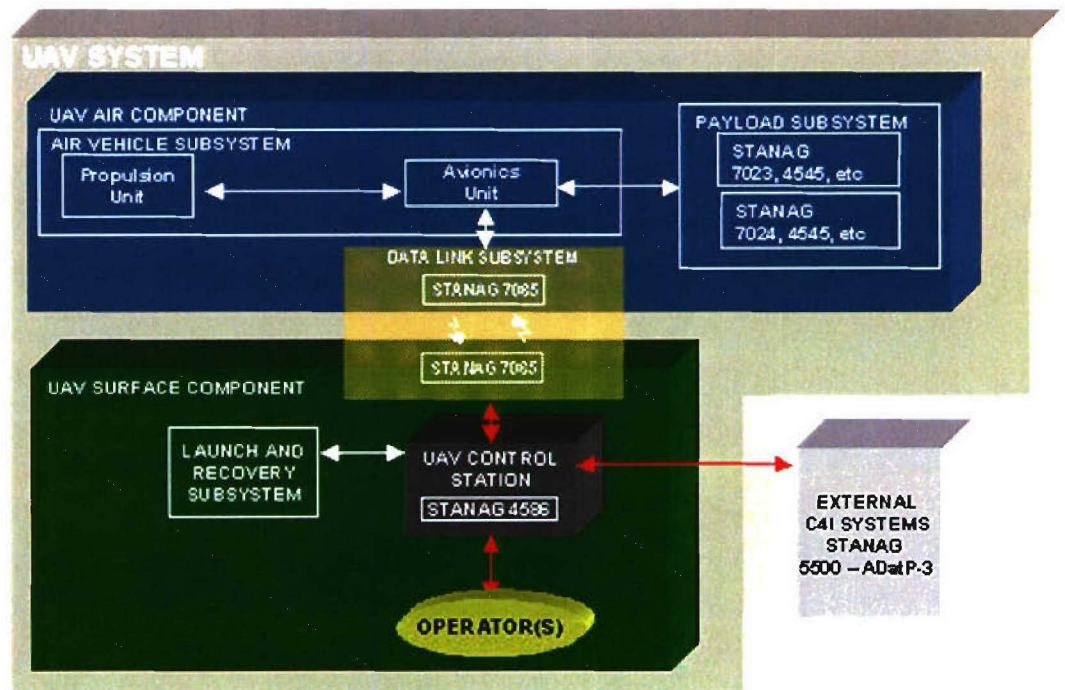 UAV SYSTEM
UAV AIR COMPONENT
AIR VEHICLE SUBSYSTEM
Propulsion
Unit
Avionics
Unit
PAYLOAD SUBSYSTEM
STANAG
7023, 4545, etc
STANAG
7024, 4545, etc
DATA LINK SUBSYSTEM
STANAG 7085
STANAG 7085
UAV SURFACE COMPONENT
LAUNCH AND
RECOVERY
SUBSYSTEM
UAV CONTROL
STATION
STANAG 4586
OPERATOR(S)
EXTERNAL
C4I SYSTEMS
STANAG
5500 – ADatP-3